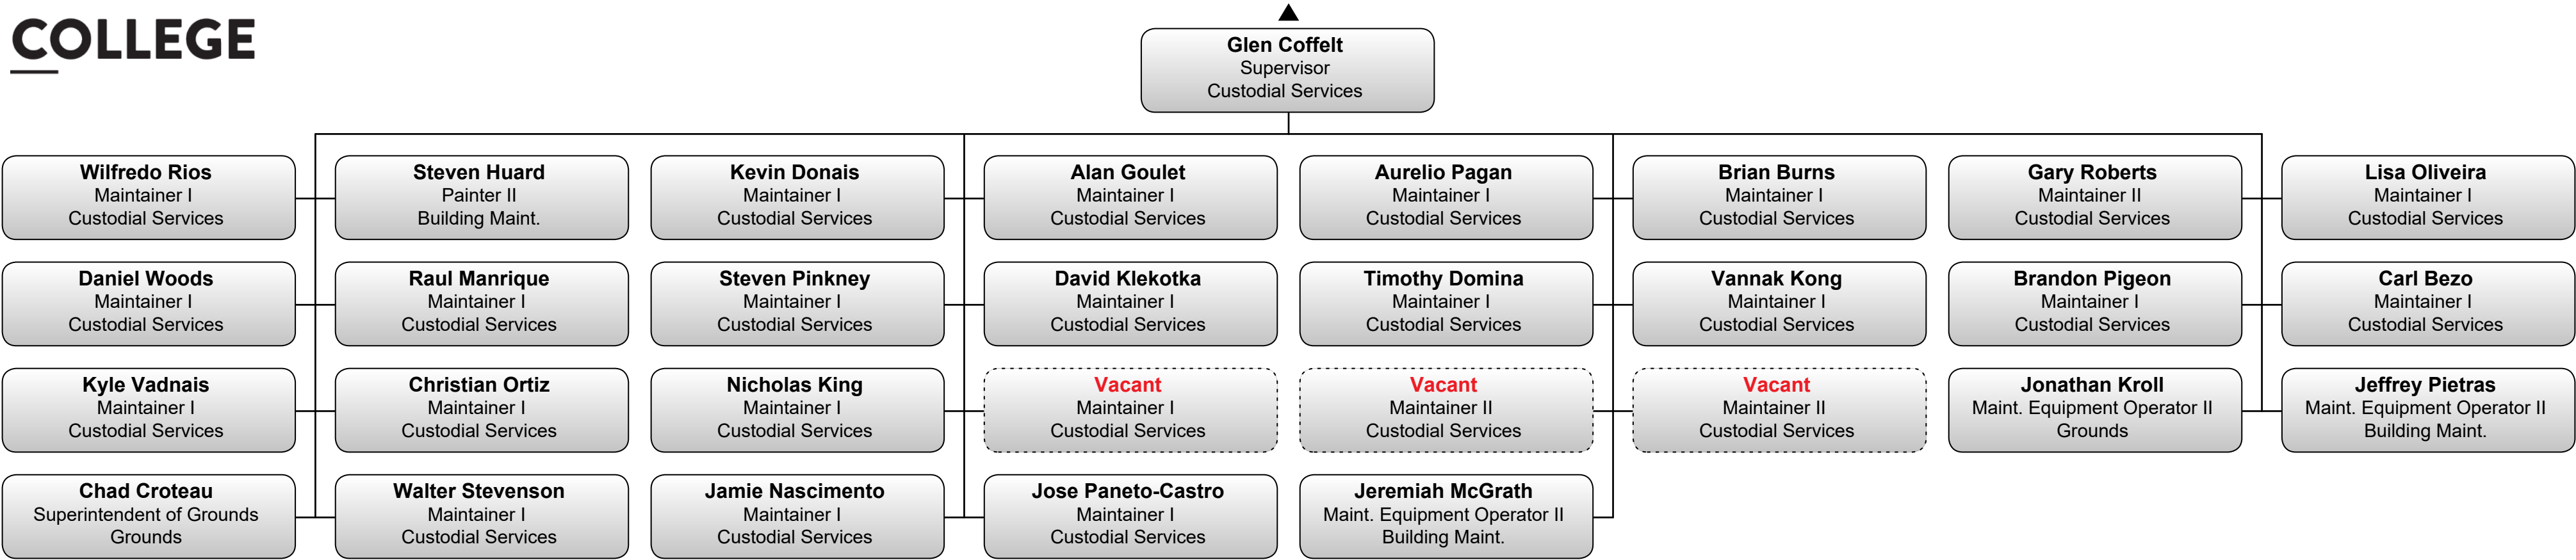 COLLEGE
Glen Coffelt
Supervisor
Custodial Services
Wilfredo Rios
Maintainer I
Custodial Services
Steven Huard
Painter II
Building Maint.
Kevin Donais
Maintainer I
Custodial Services
Alan Goulet
Maintainer I
Custodial Services
Aurelio Pagan
Maintainer I
Custodial Services
Brian Burns
Maintainer I
Custodial Services
Gary Roberts
Maintainer II
Custodial Services
Lisa Oliveira
Maintainer I
Custodial Services
Daniel Woods
Maintainer I
Custodial Services
Raul Manrique
Maintainer I
Custodial Services
Steven Pinkney
Maintainer I
Custodial Services
David Klekotka
Maintainer I
Custodial Services
Timothy Domina
Maintainer I
Custodial Services
Vannak Kong
Maintainer I
Custodial Services
Brandon Pigeon
Maintainer I
Custodial Services
Carl Bezo
Maintainer I
Custodial Services
Kyle Vadnais
Maintainer I
Custodial Services
Christian Ortiz
Maintainer I
Custodial Services
Nicholas King
Maintainer I
Custodial Services
Vacant
Maintainer I
Custodial Services
Vacant
Maintainer II
Custodial Services
Vacant
Maintainer II
Custodial Services
Jonathan Kroll
Maint. Equipment Operator II
Grounds
Jeffrey Pietras
Maint. Equipment Operator II
Building Maint.
Chad Croteau
Superintendent of Grounds
Grounds
Walter Stevenson
Maintainer I
Custodial Services
Jamie Nascimento
Maintainer I
Custodial Services
Jose Paneto-Castro
Maintainer I
Custodial Services
Jeremiah McGrath
Maint. Equipment Operator II
Building Maint.